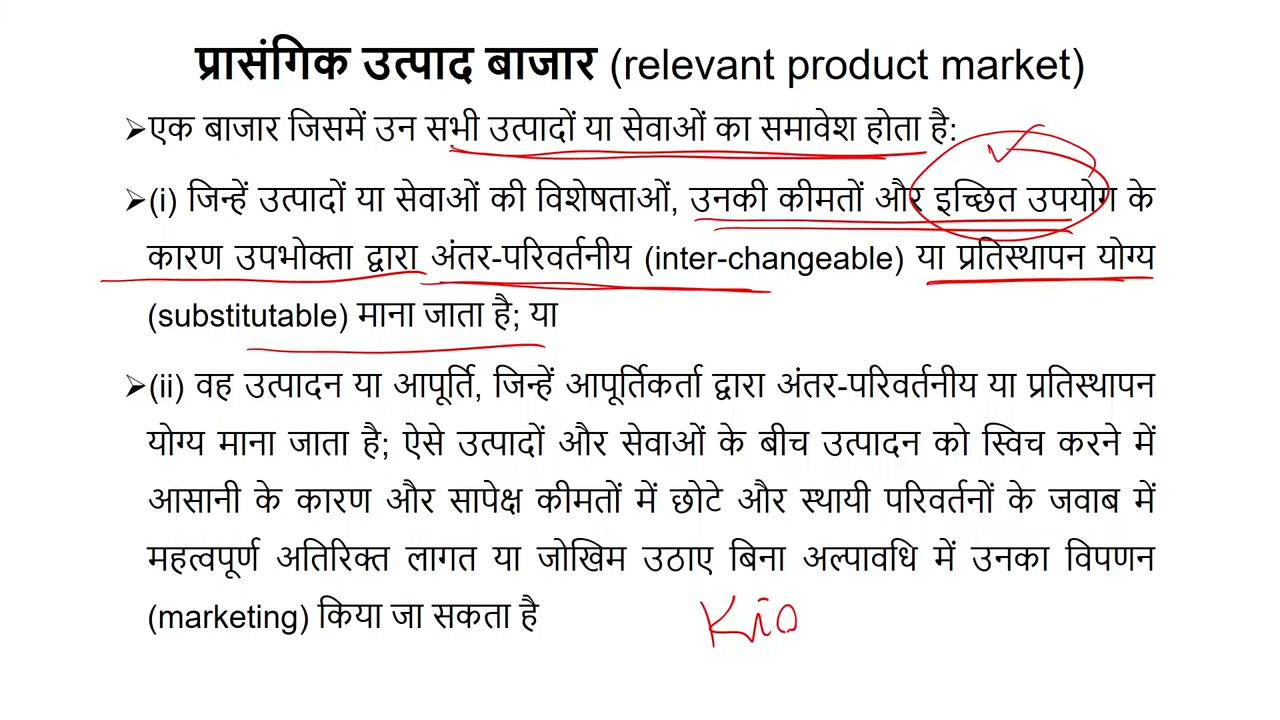 प्रासंगिक उत्पाद बाजार (relevant product market)
➢एक बाजार जिसमें उन सभी उत्पादों या सेवाओं का समावेश होता है:
➢(i) जिन्हें उत्पादों या सेवाओं की विशेषताओं, उनकी कीमतों और इच्छित उपयोग के
कारण उपभोक्ता द्वारा अंतर-परिवर्तनीय (inter-changeable) या प्रतिस्थापन योग्य
(substitutable) माना जाता है; या
➢(ii) वह उत्पादन या आपूर्ति, जिन्हें आपूर्तिकर्ता द्वारा अंतर-परिवर्तनीय या प्रतिस्थापन
योग्य माना जाता है; ऐसे उत्पादों और सेवाओं के बीच उत्पादन को स्विच करने में
आसानी के कारण और सापेक्ष कीमतों में छोटे और स्थायी परिवर्तनों के जवाब में
महत्वपूर्ण अतिरिक्त लागत या जोखिम उठाए बिना अल्पावधि में उनका विपणन
(marketing) किया जा सकता है
Kia